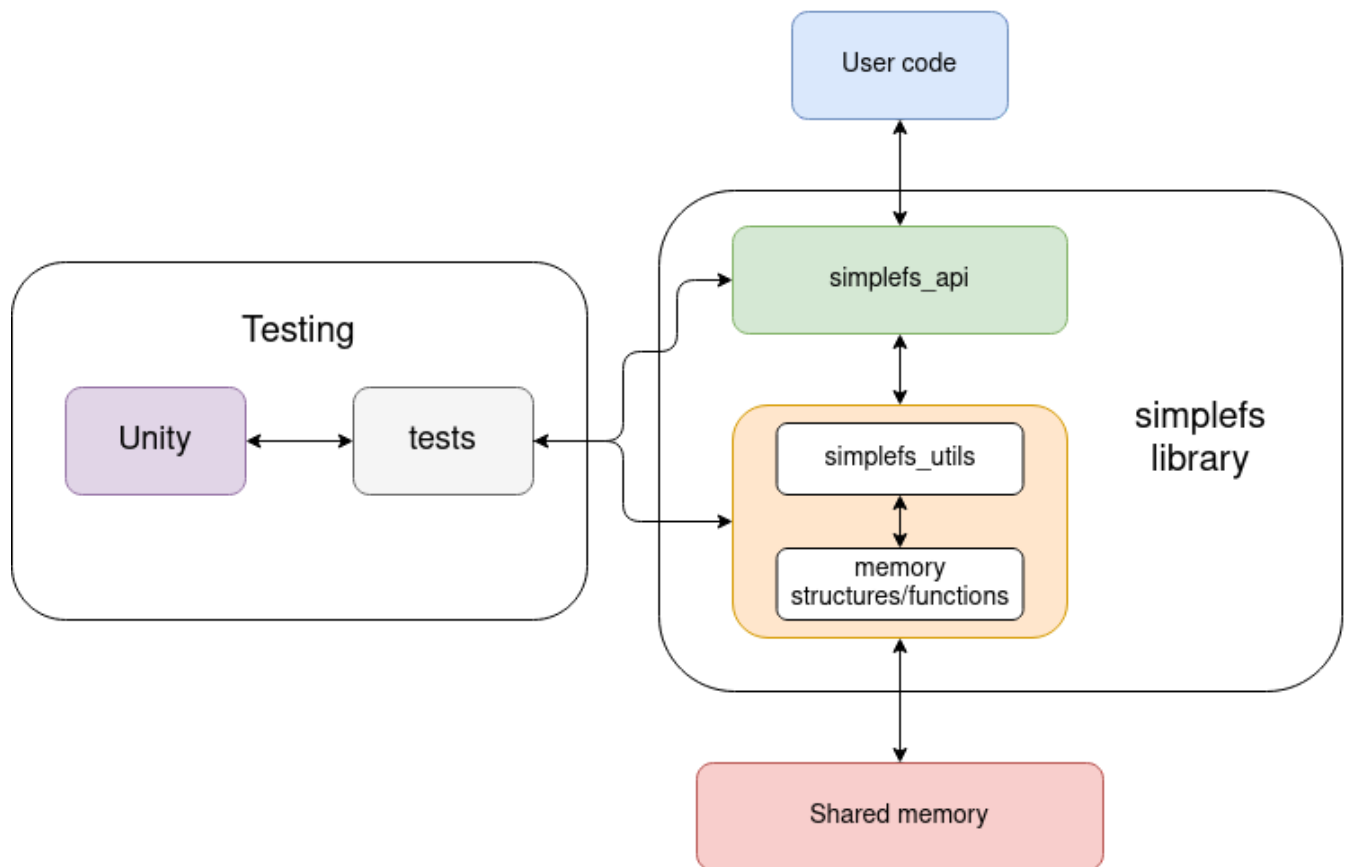 User code
simplefs_api
Testing
Unity
tests
simplefs_utils
memory
structures/functions
simplefs
library
Shared memory